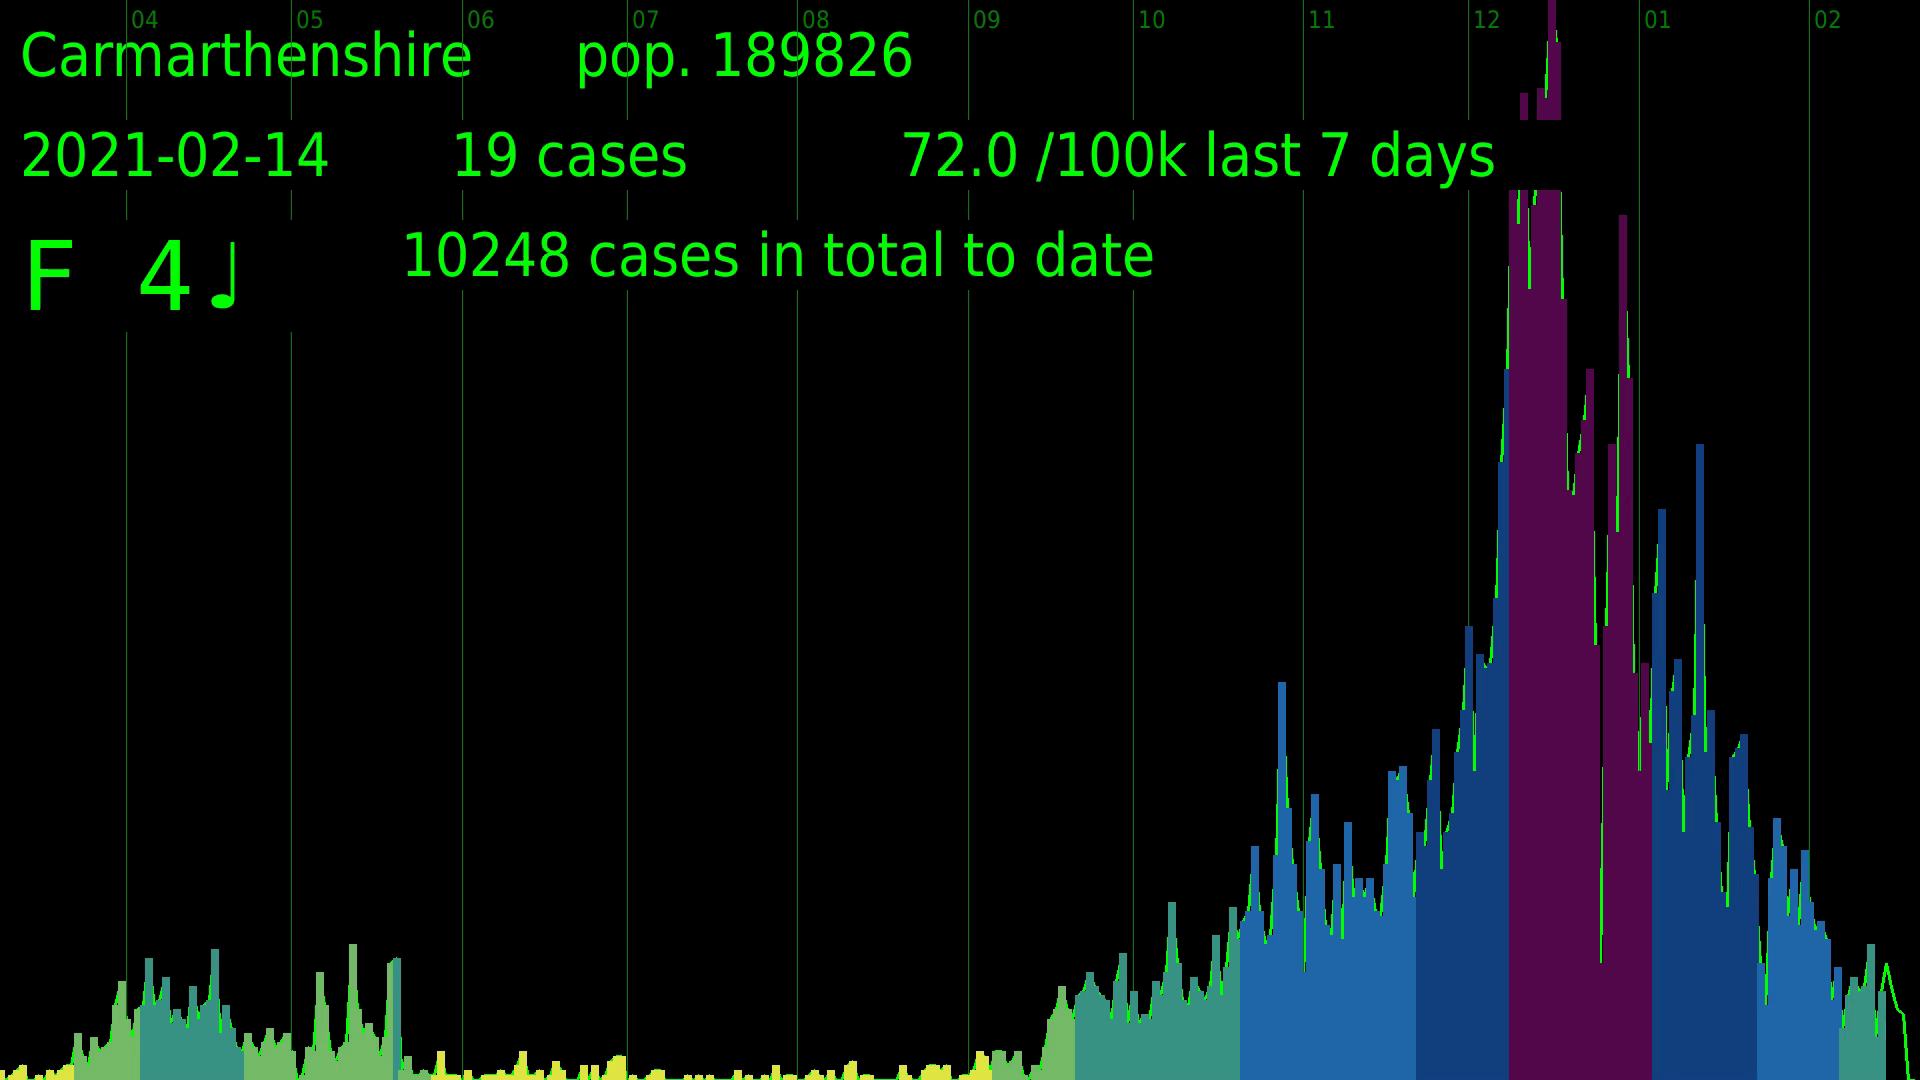 04 05 06 07 08 09 10 11 12 01 02
Carmarthenshire pop. 189826
2021-02-14 19 cases 72.0 /100k last 7 days
F 4♩ 10248 cases in total to date